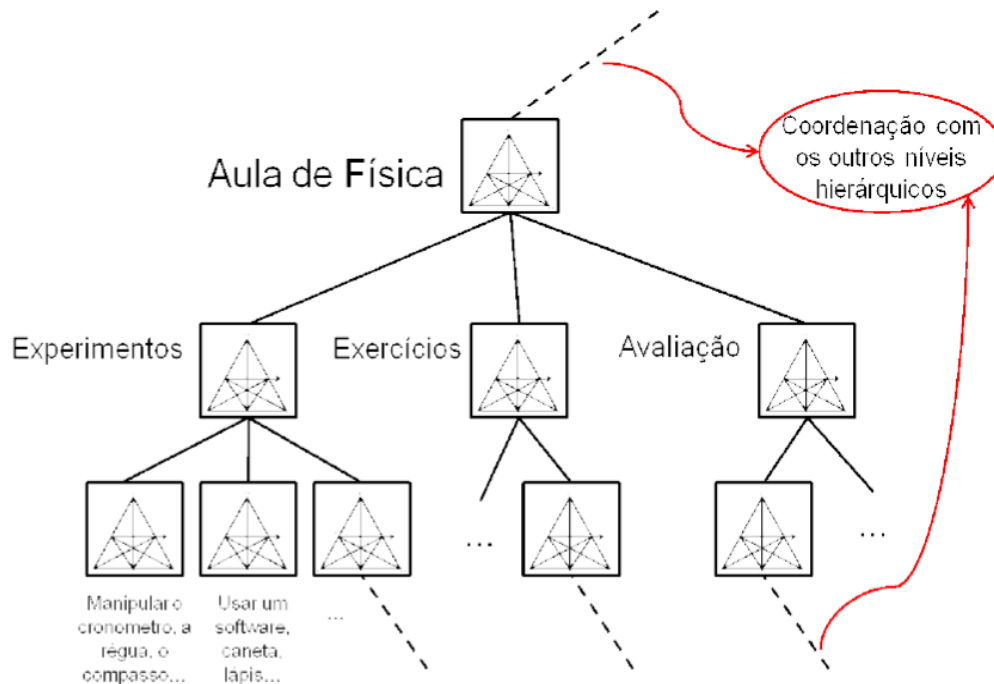 Coordenação com
os outros níveis
hierárquicos
Aula de Física
Experimentos
Exercícios
Avaliação
...
...
Manipular o
cronometro, a
régua, o
compasso...
Usar um
software,
caneta,
lápis...
...